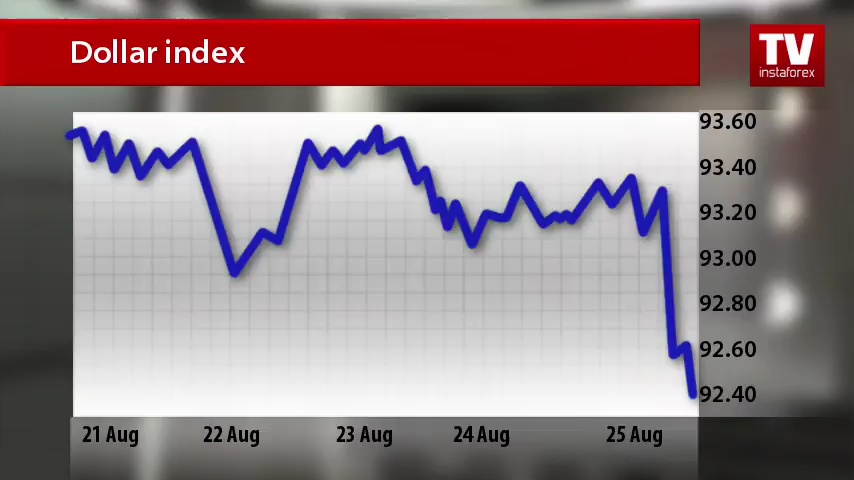 Dollar index
TV
instaforex
93.60
93.40
93.20
93.00
92.80
92.60
92.40
21 Aug 22 Aug 23 Aug 24 Aug 25 Aug